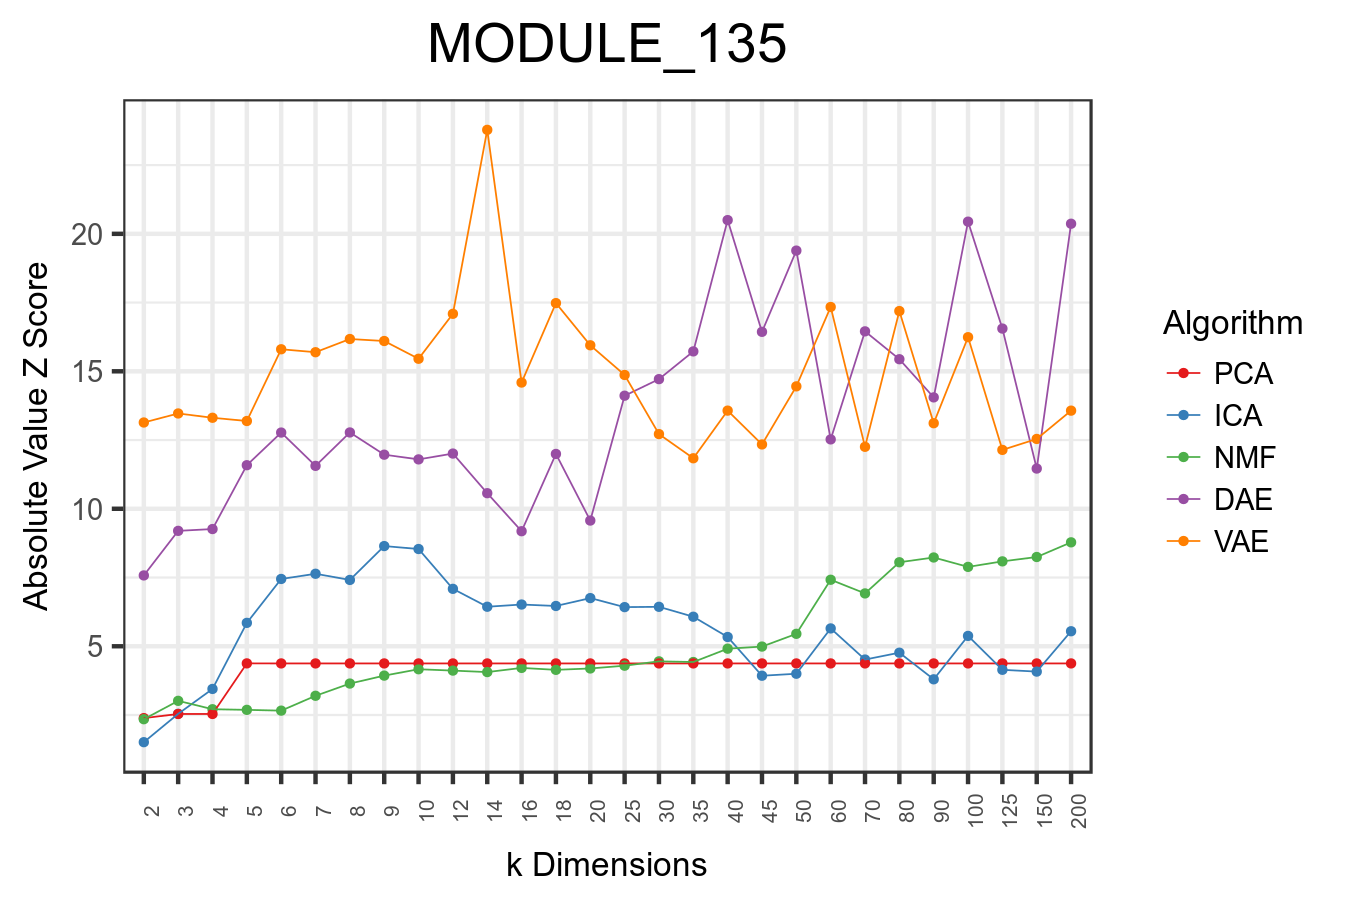 MODULE_135
Absolute Value Z Score
20
15
10
5
2 3 4 5 6 7 8 9 10 12 14 16 18 20 25 30 35 40 45 50 60 70 80 90 100 125 150 200
k Dimensions
Algorithm
PCA
ICA
NMF
DAE
VAE